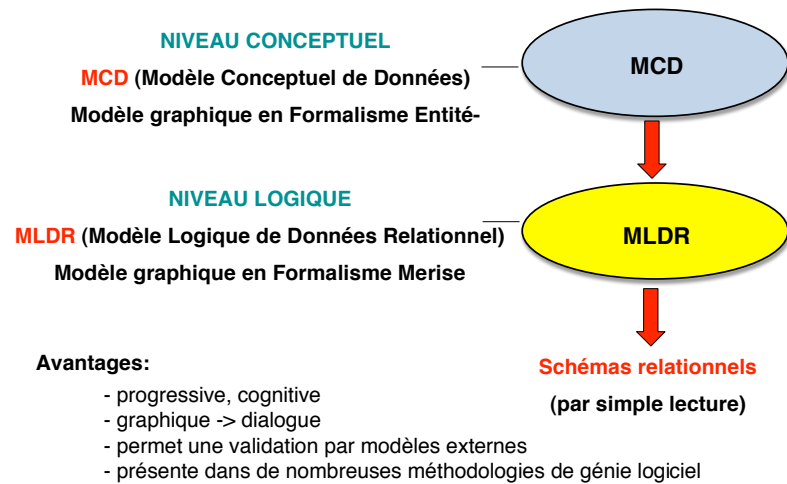 NIVEAU CONCEPTUEL
MCD (Modèle Conceptuel de Données)
Modèle graphique en Formalisme Entité-
MCD
NIVEAU LOGIQUE
MLDR (Modèle Logique de Données Relationnel)
Modèle graphique en Formalisme Merise
MLDR
Schémas relationnels
(par simple lecture)
Avantages:
- progressive, cognitive
- graphique -> dialogue
- permet une validation par modèles externes
- présente dans de nombreuses méthodologies de génie logiciel